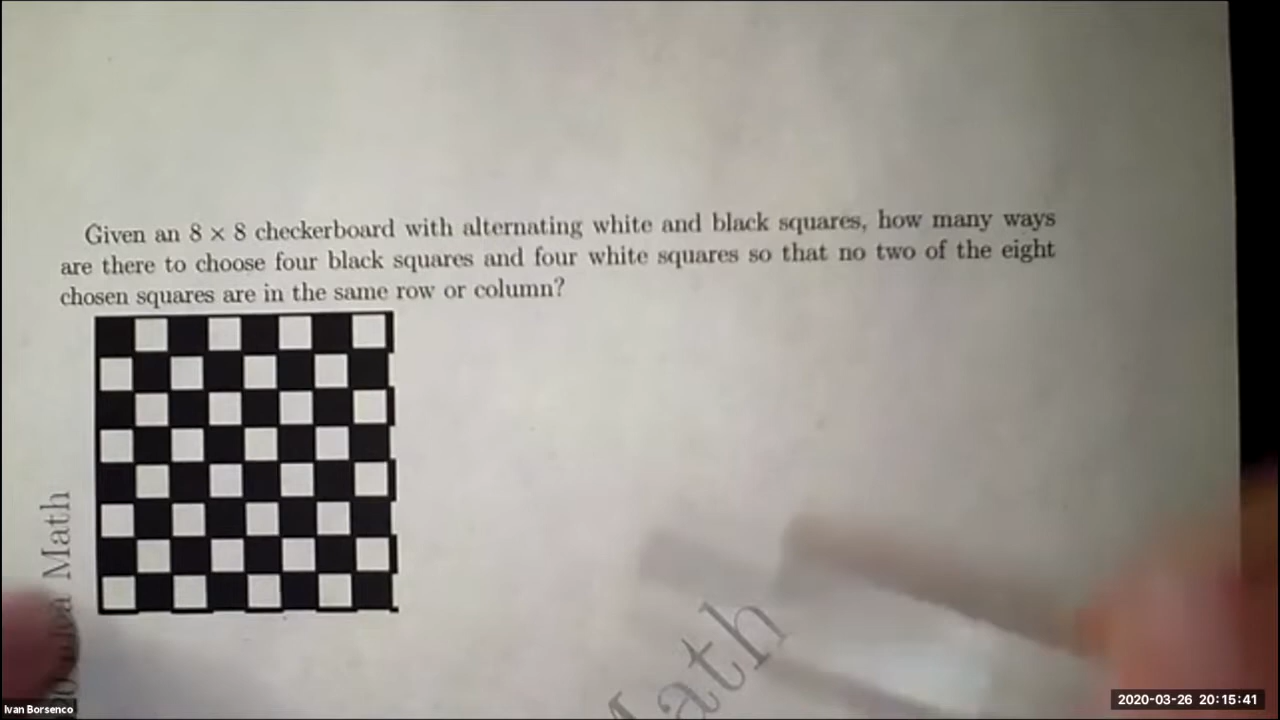 Given an 8 × 8 checkerboard with alternating white and black squares, how many ways
are there to choose four black squares and four white squares so that no two of the eight
chosen squares are in the same row or column?
Math
Math
Ivan Borsenco
2020-03-26 20:15:41